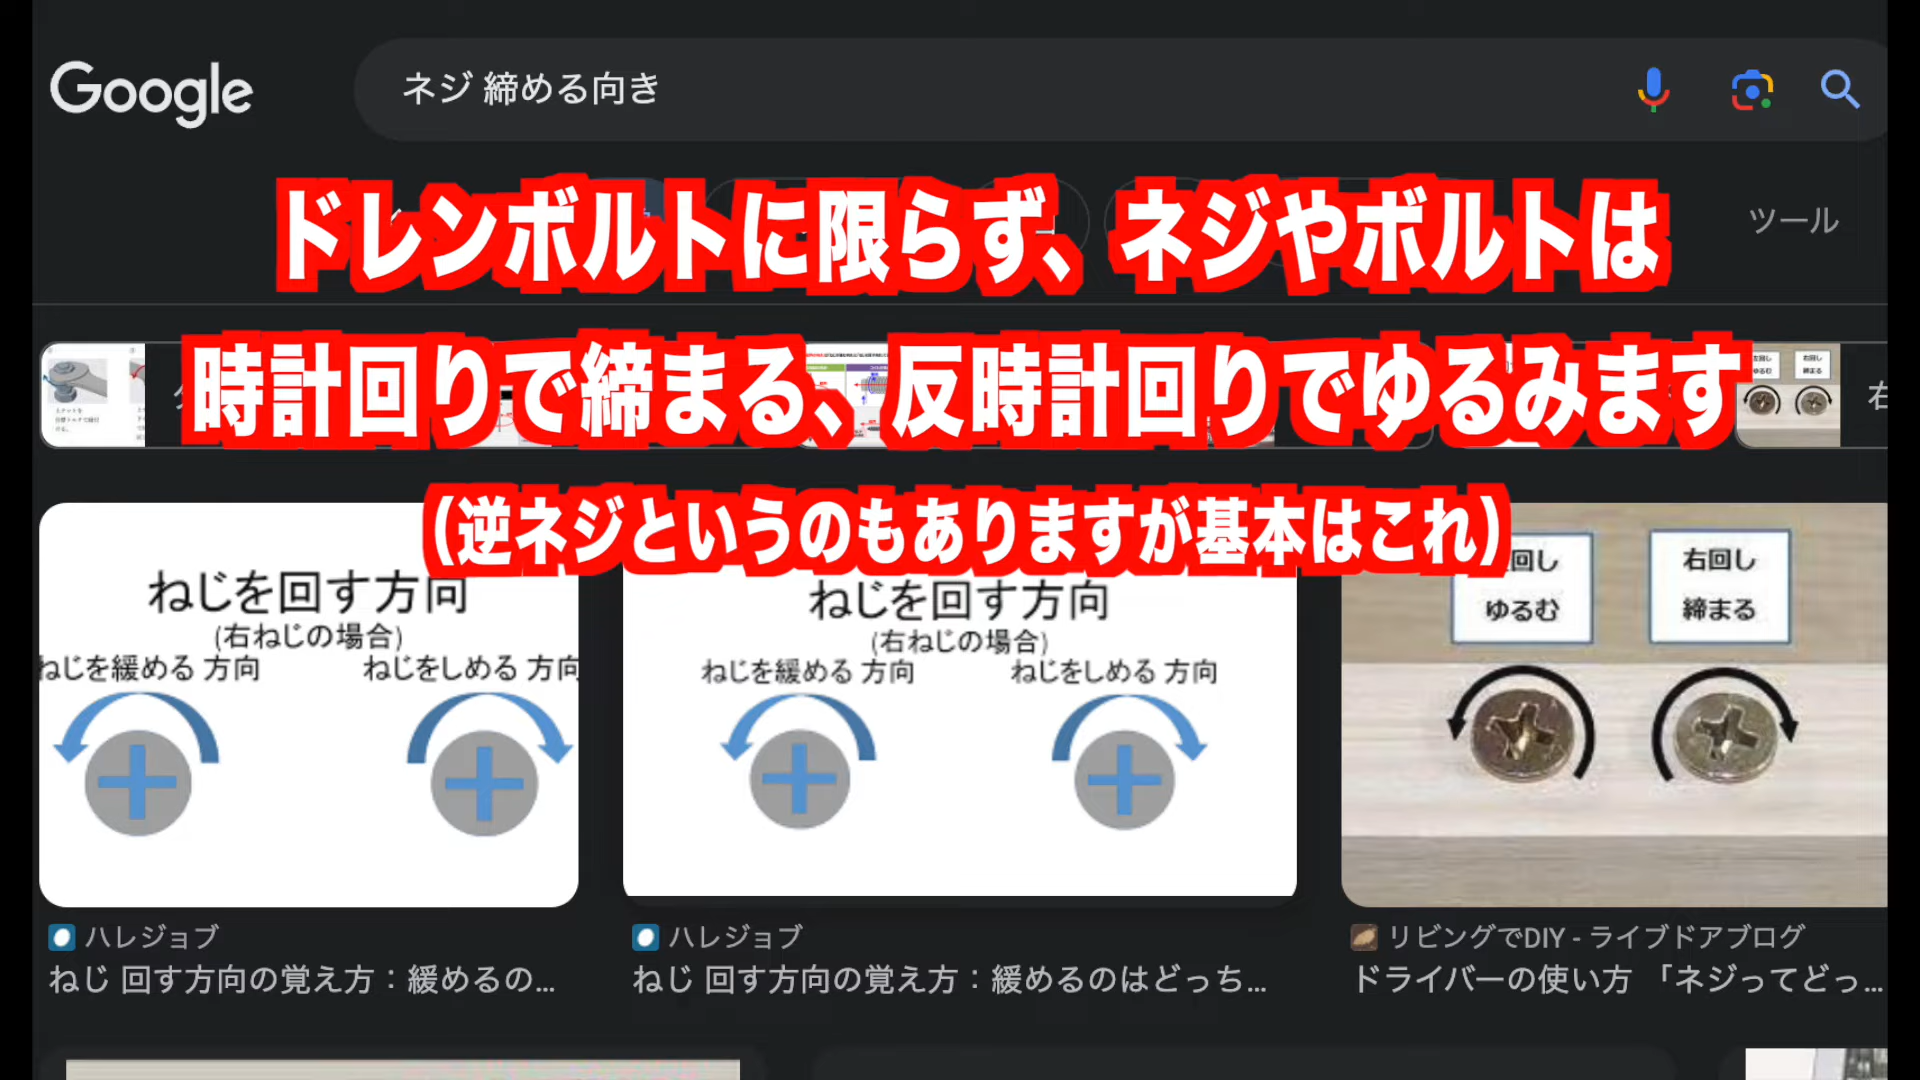 Google
ネジ 締める向き
ドレンボルトに限らず、ネジやボルトは
ツール
時計回りで締まる、反時計回りでゆるみます
右
(逆ネジというのもありますが基本はこれ)
ねじを回す方向
(右ねじの場合)
ねじを緩める 方向
ねじをしめる 方向
ねじを回す方向
(右ねじの場合)
ねじを緩める 方向
ねじをしめる 方向
回し
ゆるむ
右回し
締まる
ハレジョブ
ねじ 回す方向の覚え方：緩めるの...
ハレジョブ
ねじ 回す方向の覚え方：緩めるのはどっち...
リビングでDIY - ライブドアブログ
ドライバーの使い方 「ネジってどっ...